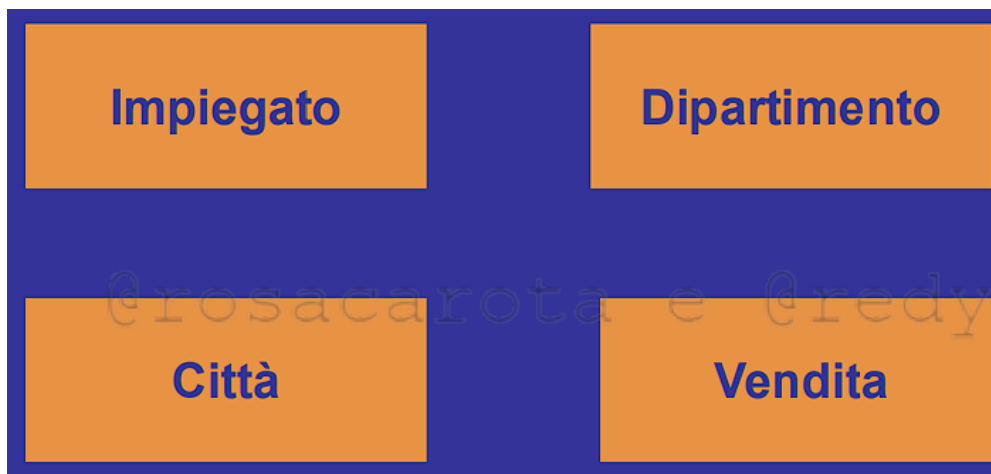 Impiegato
Dipartimento
@rosacarota e @redy
Città
Vendita